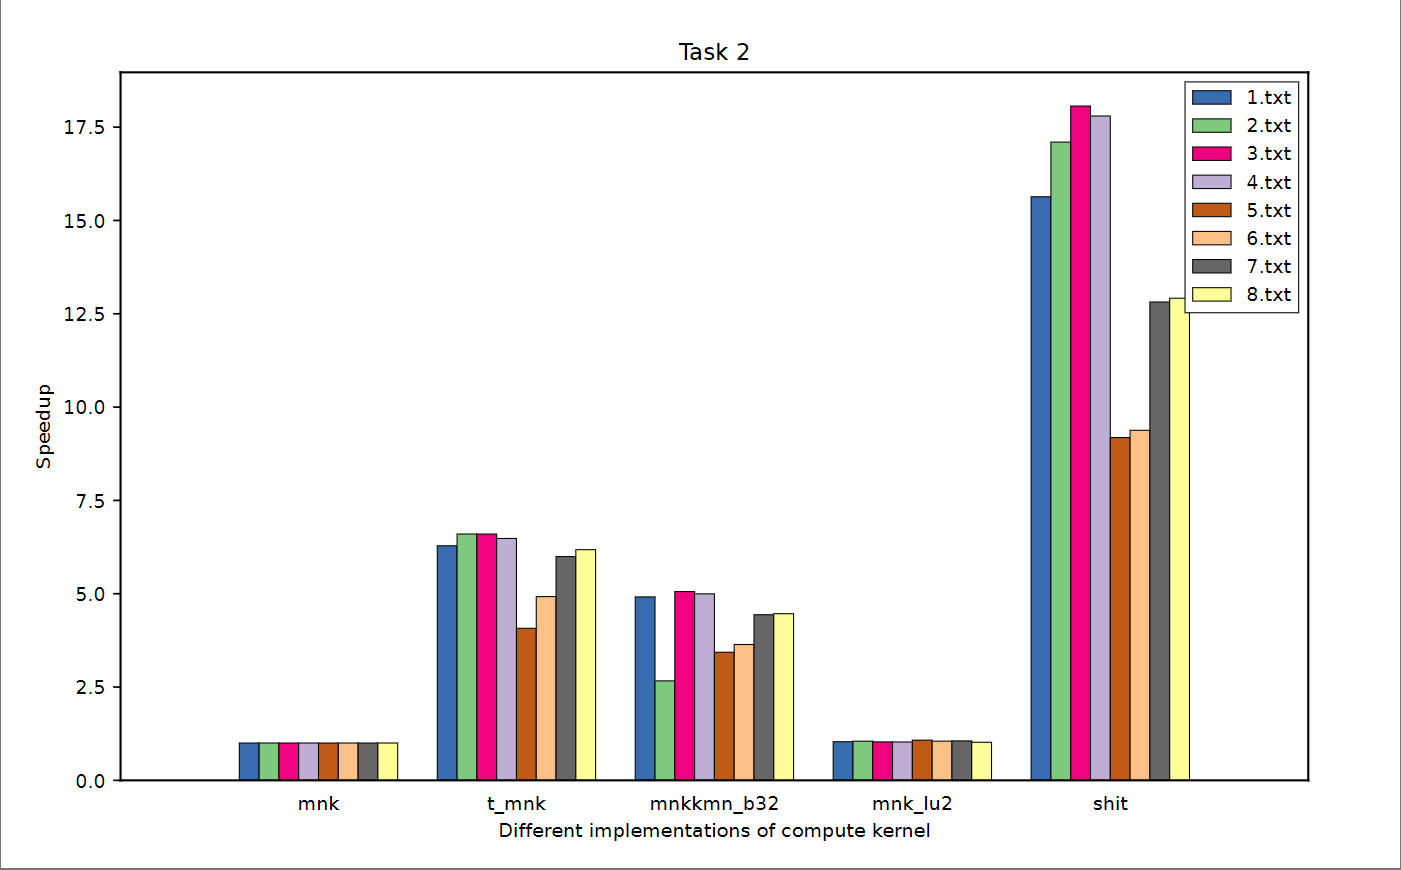 Task 2
17.5
15.0
12.5
10.0
7.5
5.0
2.5
0.0
Speedup
1.txt
2.txt
3.txt
4.txt
5.txt
6.txt
7.txt
8.txt
mnk t_mnk mnkkmn_b32 mnk_lu2 shit
Different implementations of compute kernel